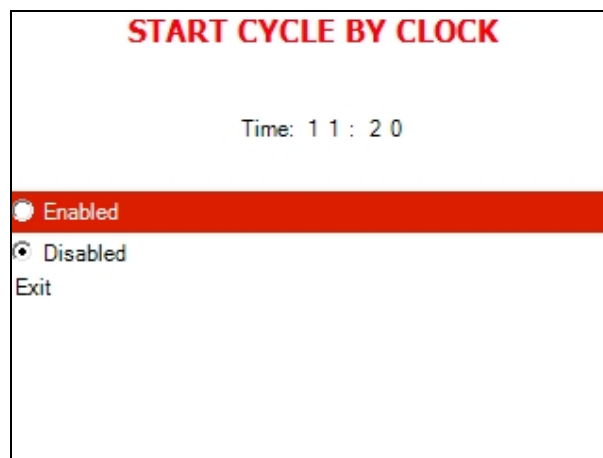 START CYCLE BY CLOCK
Time: 1 1 : 2 0
Enabled
Disabled
Exit